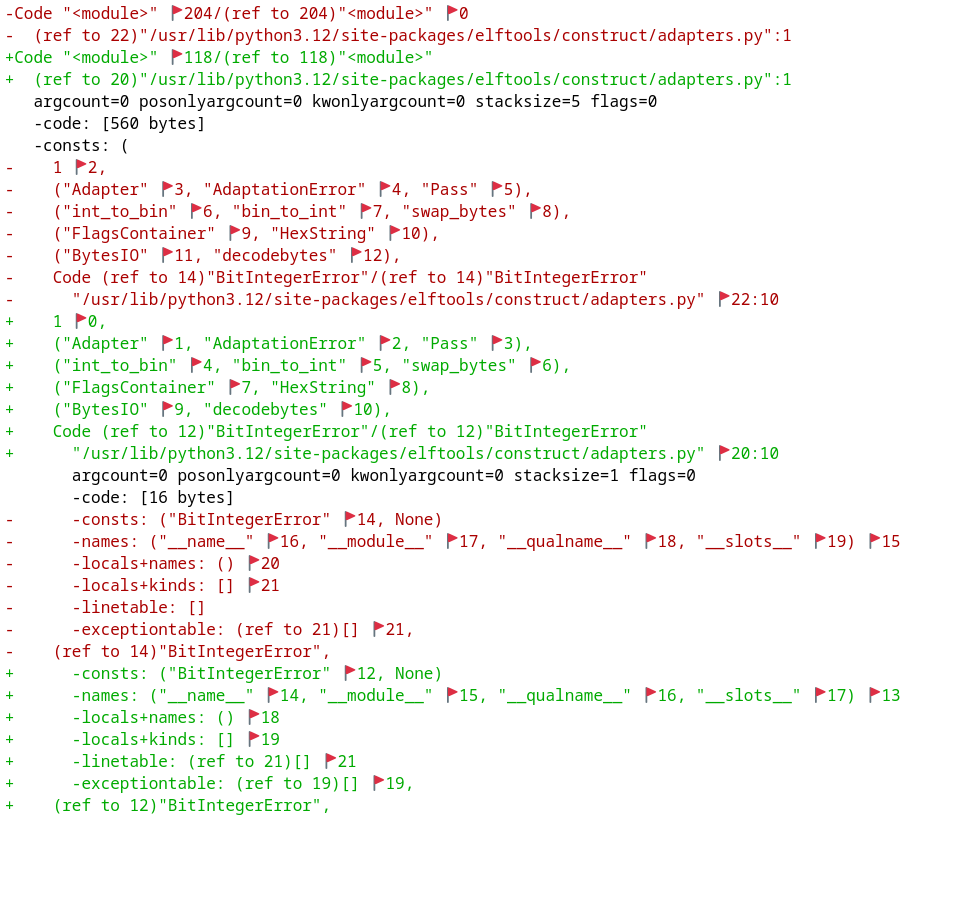 -Code "<module>" 🚩204/(ref to 204)"<module>" 🚩0
-  (ref to 22)"/usr/lib/python3.12/site-packages/elftools/construct/adapters.py":1
+Code "<module>" 🚩118/(ref to 118)"<module>"
+  (ref to 20)"/usr/lib/python3.12/site-packages/elftools/construct/adapters.py":1
   argcount=0 posonlyargcount=0 kwonlyargcount=0 stacksize=5 flags=0
   -code: [560 bytes]
   -consts: (
-    1 🚩2,
-    ("Adapter" 🚩3, "AdaptationError" 🚩4, "Pass" 🚩5),
-    ("int_to_bin" 🚩6, "bin_to_int" 🚩7, "swap_bytes" 🚩8),
-    ("FlagsContainer" 🚩9, "HexString" 🚩10),
-    ("BytesIO" 🚩11, "decodebytes" 🚩12),
-    Code (ref to 14)"BitIntegerError"/(ref to 14)"BitIntegerError"
-      "/usr/lib/python3.12/site-packages/elftools/construct/adapters.py" 🚩22:10
+    1 🚩0,
+    ("Adapter" 🚩1, "AdaptationError" 🚩2, "Pass" 🚩3),
+    ("int_to_bin" 🚩4, "bin_to_int" 🚩5, "swap_bytes" 🚩6),
+    ("FlagsContainer" 🚩7, "HexString" 🚩8),
+    ("BytesIO" 🚩9, "decodebytes" 🚩10),
+    Code (ref to 12)"BitIntegerError"/(ref to 12)"BitIntegerError"
+      "/usr/lib/python3.12/site-packages/elftools/construct/adapters.py" 🚩20:10
       argcount=0 posonlyargcount=0 kwonlyargcount=0 stacksize=1 flags=0
       -code: [16 bytes]
-      -consts: ("BitIntegerError" 🚩14, None)
-      -names: ("__name__" 🚩16, "__module__" 🚩17, "__qualname__" 🚩18, "__slots__" 🚩19) 🚩15
-      -locals+names: () 🚩20
-      -locals+kinds: [] 🚩21
-      -linetable: []
-      -exceptiontable: (ref to 21)[] 🚩21,
-    (ref to 14)"BitIntegerError",
+      -consts: ("BitIntegerError" 🚩12, None)
+      -names: ("__name__" 🚩14, "__module__" 🚩15, "__qualname__" 🚩16, "__slots__" 🚩17) 🚩13
+      -locals+names: () 🚩18
+      -locals+kinds: [] 🚩19
+      -linetable: (ref to 21)[] 🚩21
+      -exceptiontable: (ref to 19)[] 🚩19,
+    (ref to 12)"BitIntegerError",